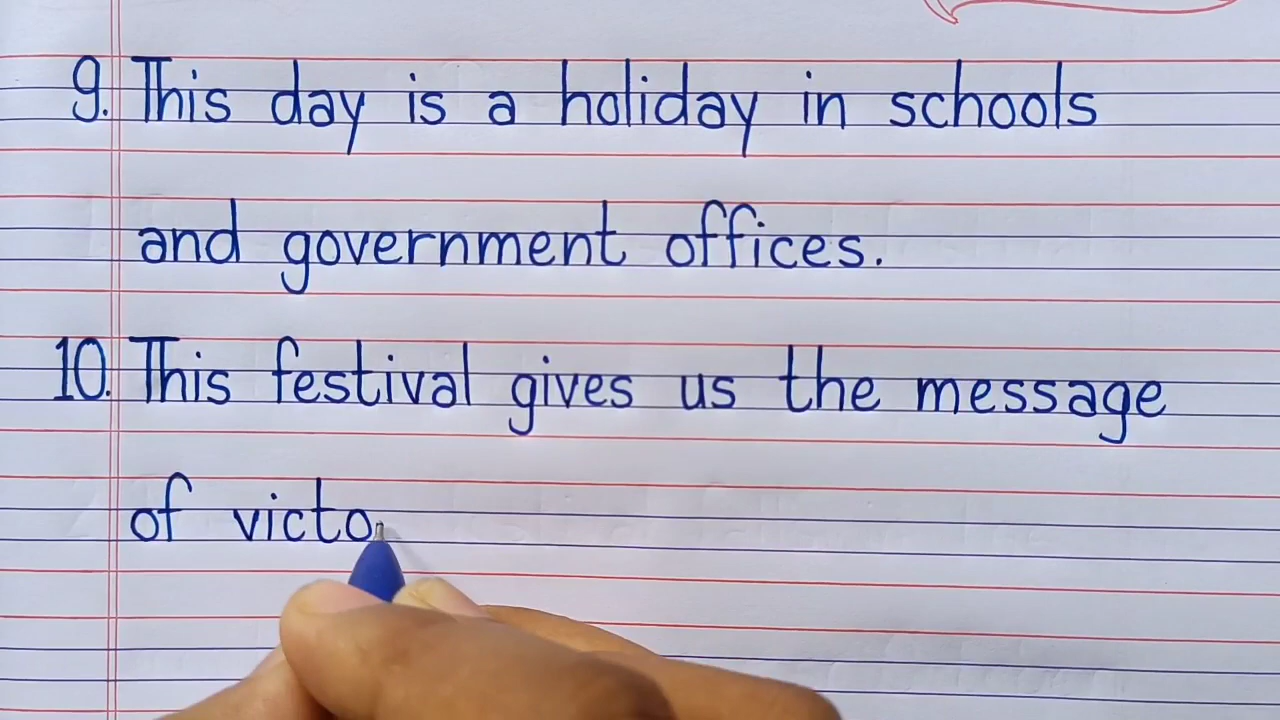 9. This day is a holiday in schools
and government offices.
10. This festival gives us the message
of victo